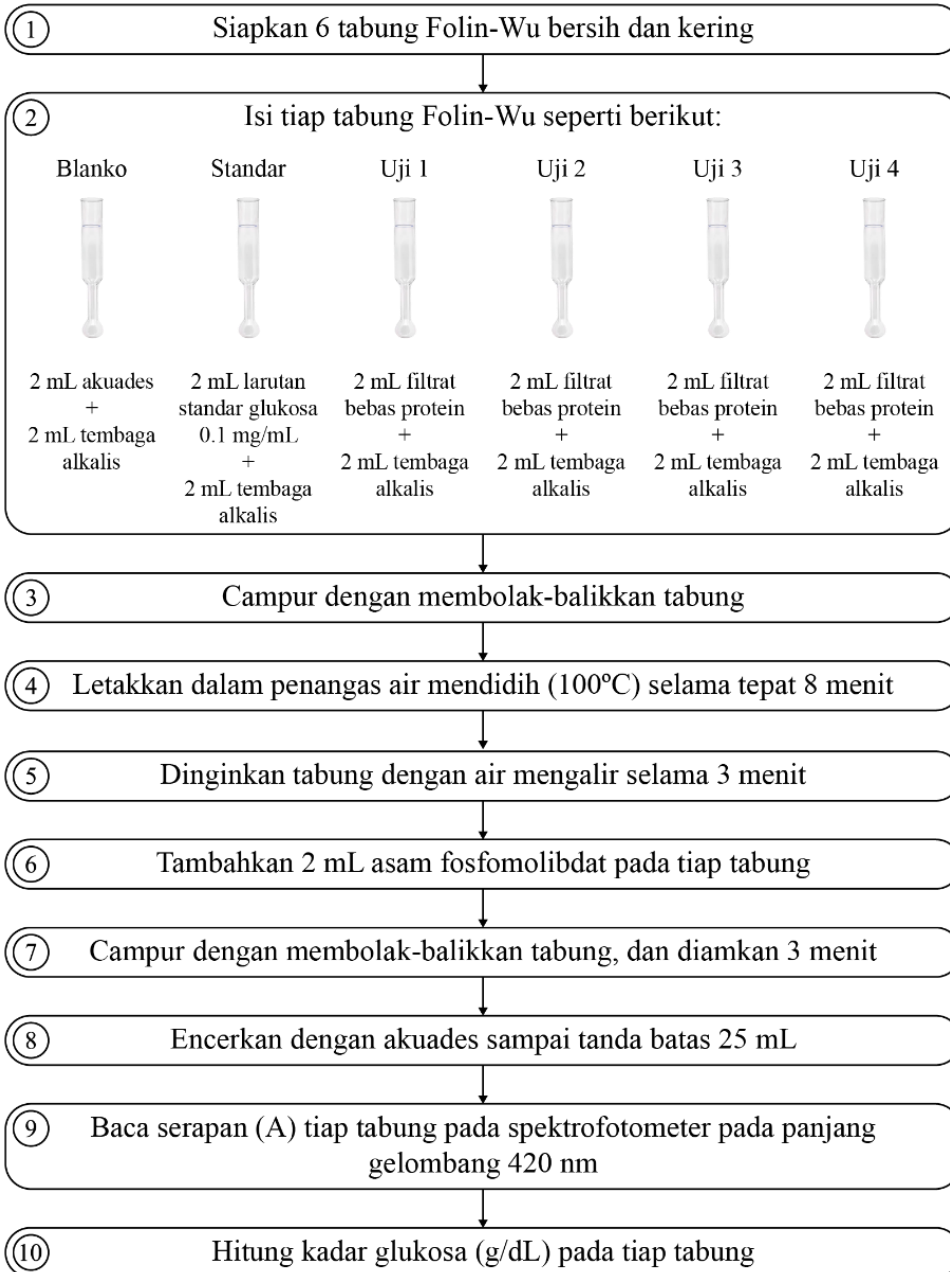 1 Siapkan 6 tabung Folin-Wu bersih dan kering
2 Isi tiap tabung Folin-Wu seperti berikut:
Blanko Standar Uji 1 Uji 2 Uji 3 Uji 4
2 mL akuades
+
2 mL tembaga
alkalis
2 mL larutan
standar glukosa
0.1 mg/mL
+
2 mL tembaga
alkalis
2 mL filtrat
bebas protein
+
2 mL tembaga
alkalis
2 mL filtrat
bebas protein
+
2 mL tembaga
alkalis
2 mL filtrat
bebas protein
+
2 mL tembaga
alkalis
2 mL filtrat
bebas protein
+
2 mL tembaga
alkalis
3 Campur dengan membolak-balikkan tabung
4 Letakkan dalam penangas air mendidih (100ºC) selama tepat 8 menit
5 Dinginkan tabung dengan air mengalir selama 3 menit
6 Tambahkan 2 mL asam fosfomolibdat pada tiap tabung
7 Campur dengan membolak-balikkan tabung, dan diamkan 3 menit
8 Encerkan dengan akuades sampai tanda batas 25 mL
9 Baca serapan (A) tiap tabung pada spektrofotometer pada panjang
gelombang 420 nm
10 Hitung kadar glukosa (g/dL) pada tiap tabung